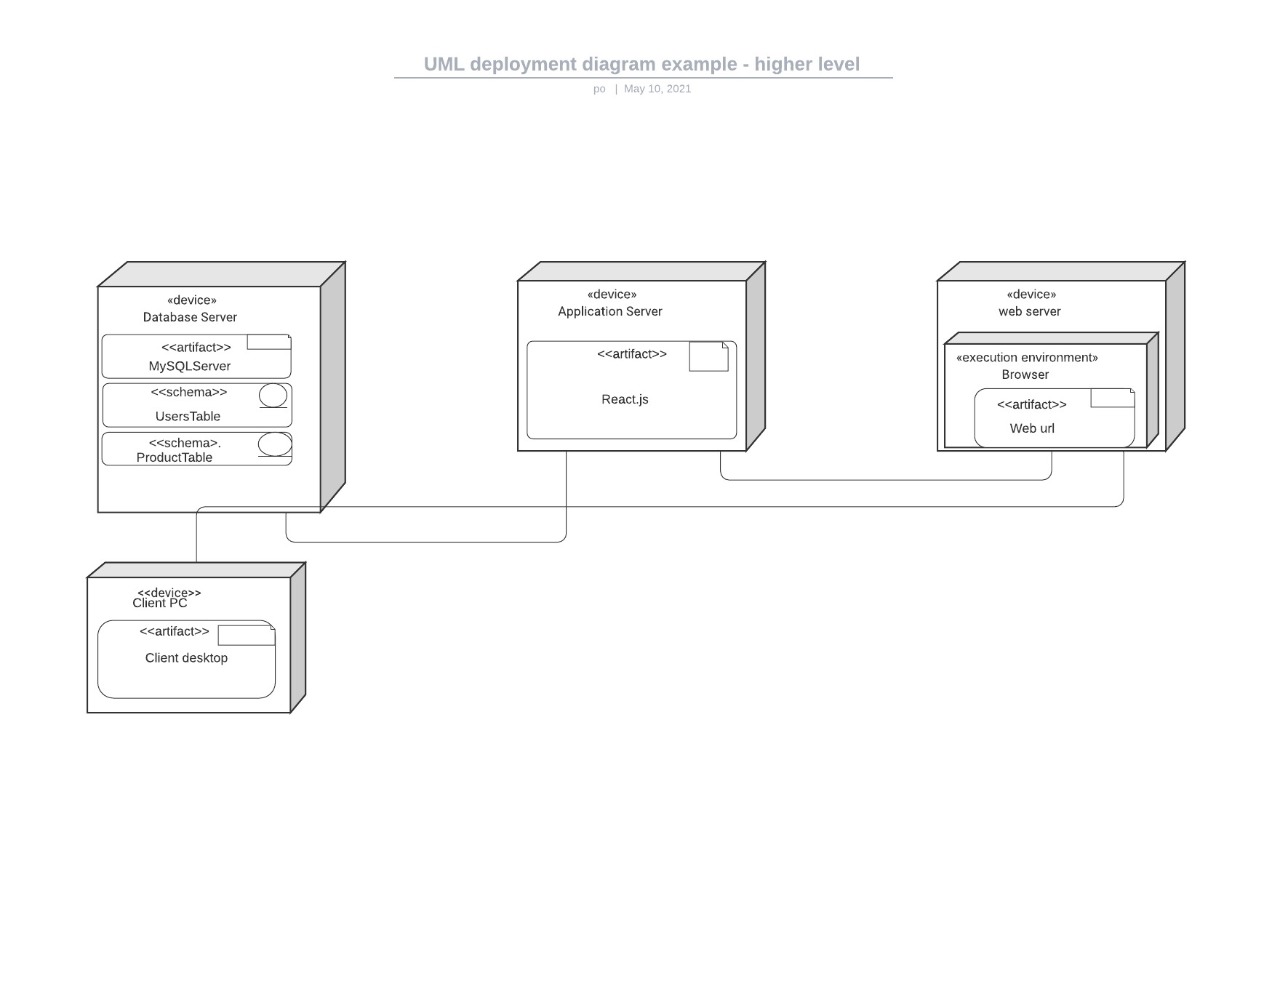 UML deployment diagram example - higher level
po | May 10, 2021
«device»
Database Server
<<artifact>>
MySQLServer
<<schema>>
UsersTable
<<schema>.
ProductTable
«device»
Application Server
<<artifact>>
React.js
«device»
web server
«execution environment»
Browser
<<artifact>>
Web url
<<device>>
Client PC
<<artifact>>
Client desktop